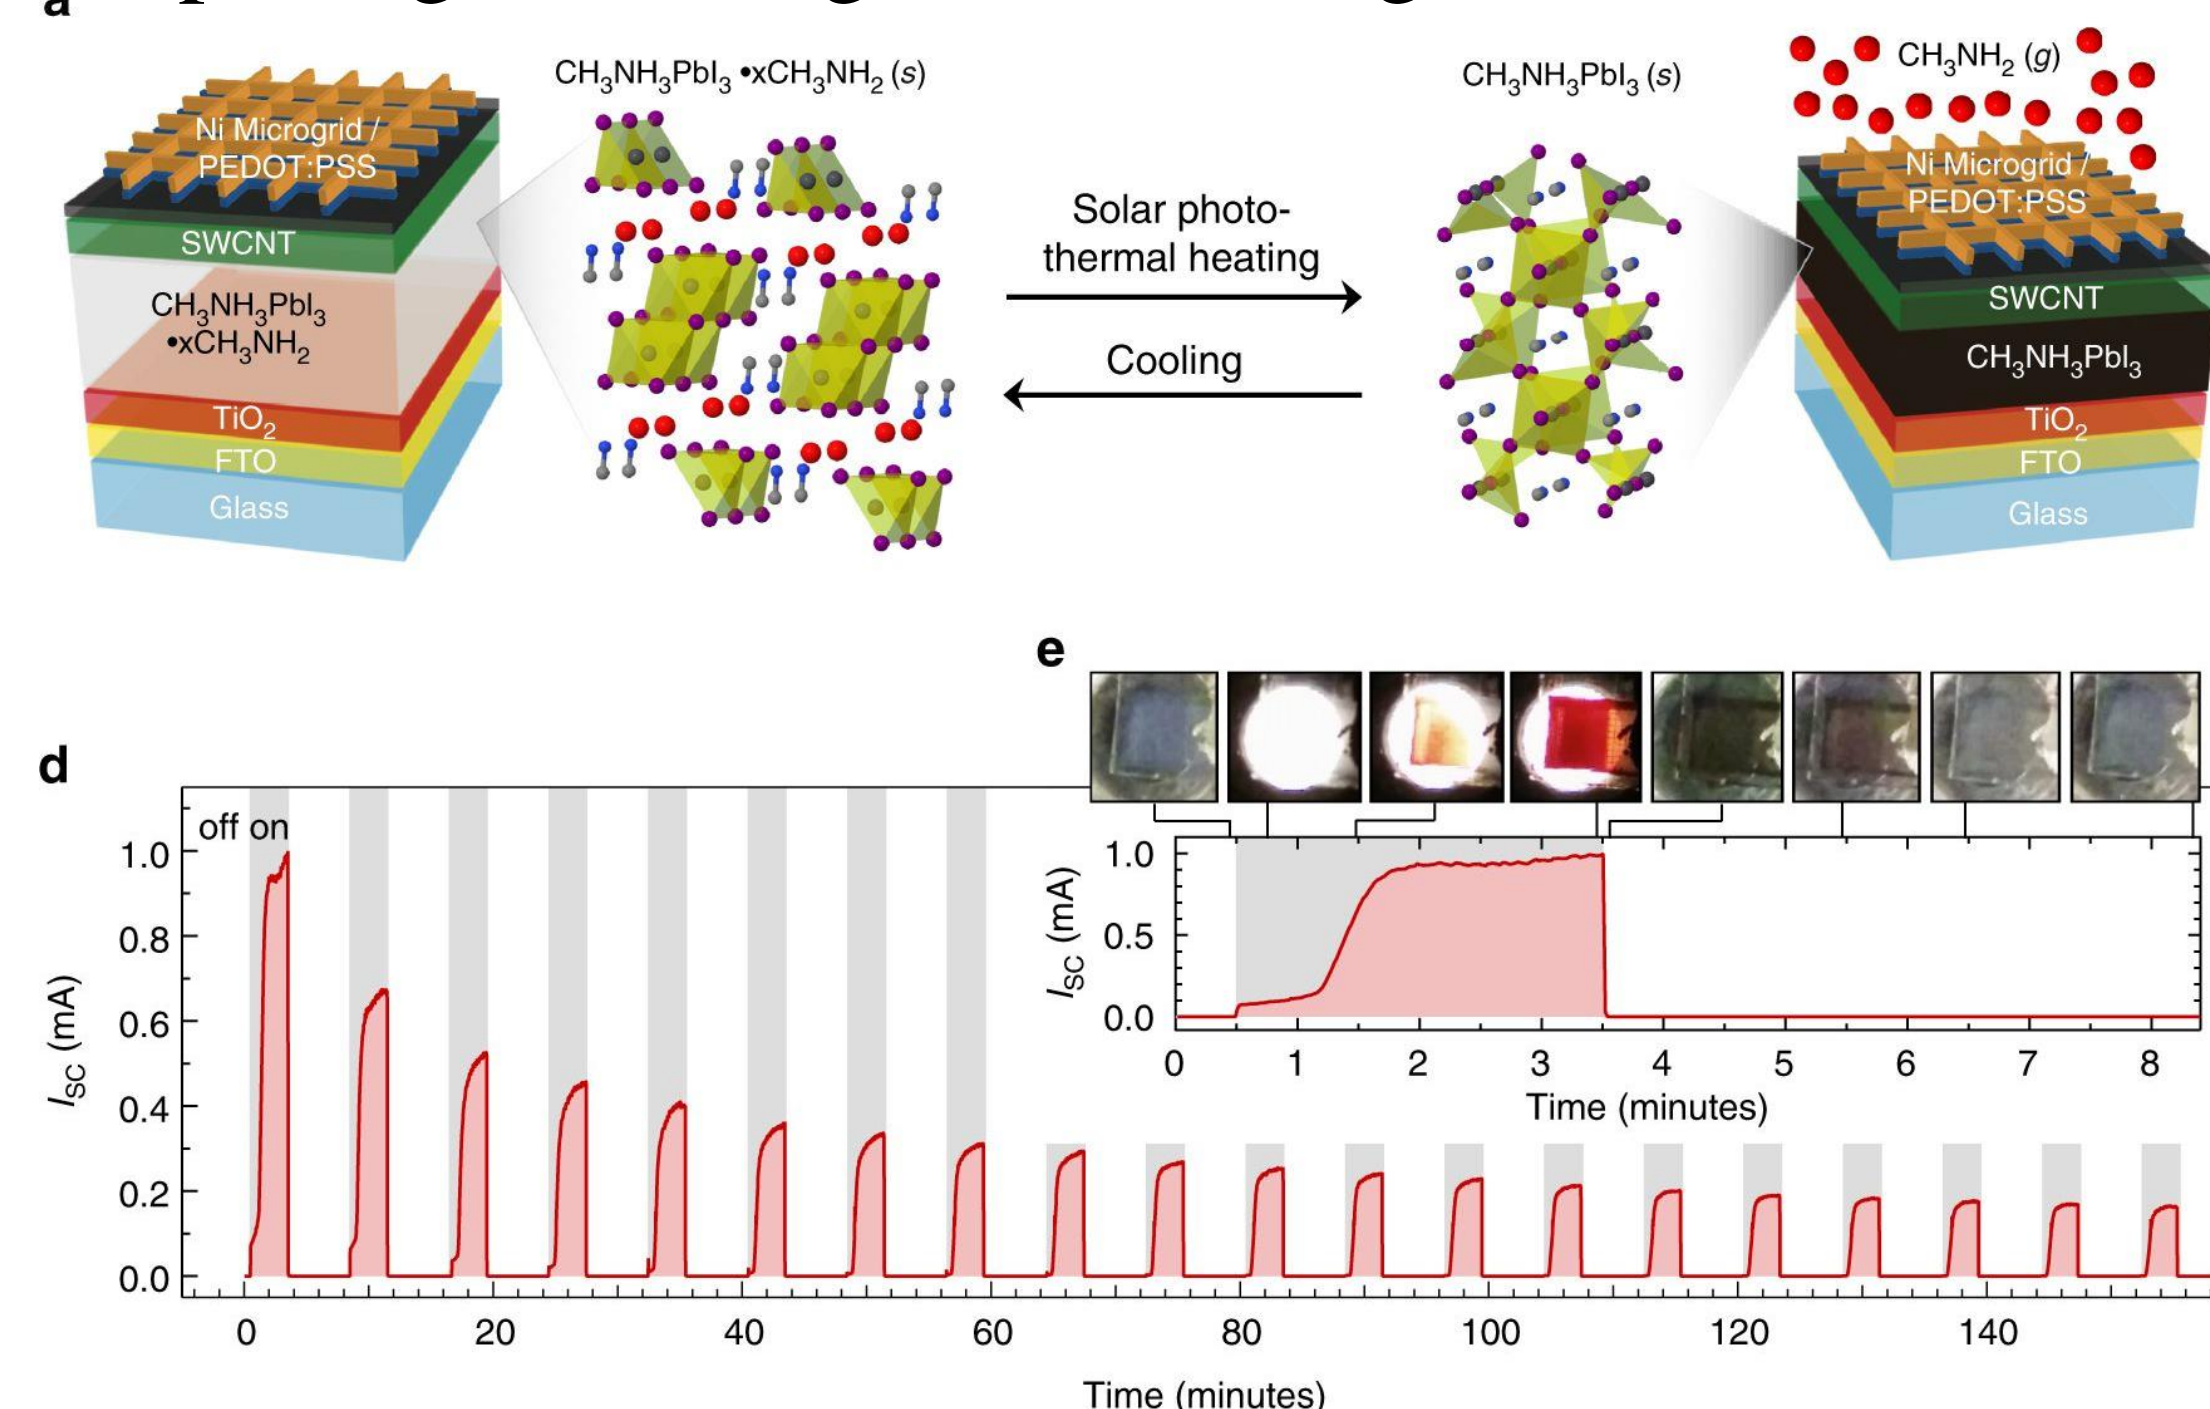 a
CH₃NH₃PbI₃ •xCH₃NH₂ (s)
CH₃NH₃PbI₃ (s)
CH₃NH₂ (g)
Ni Microgrid /
PEDOT:PSS
SWCNT
CH₃NH₃PbI₃
•xCH₃NH₂
TiO₂
FTO
Glass
Solar photo-
thermal heating
Cooling
Ni Microgrid /
PEDOT:PSS
SWCNT
CH₃NH₃PbI₃
TiO₂
FTO
Glass
d
off on
1.0
0.8
0.6
0.4
0.2
0.0
I_SC (mA)
0 20 40 60 80 100 120 140
Time (minutes)
e
1.0
0.5
0.0
I_SC (mA)
0 1 2 3 4 5 6 7 8
Time (minutes)